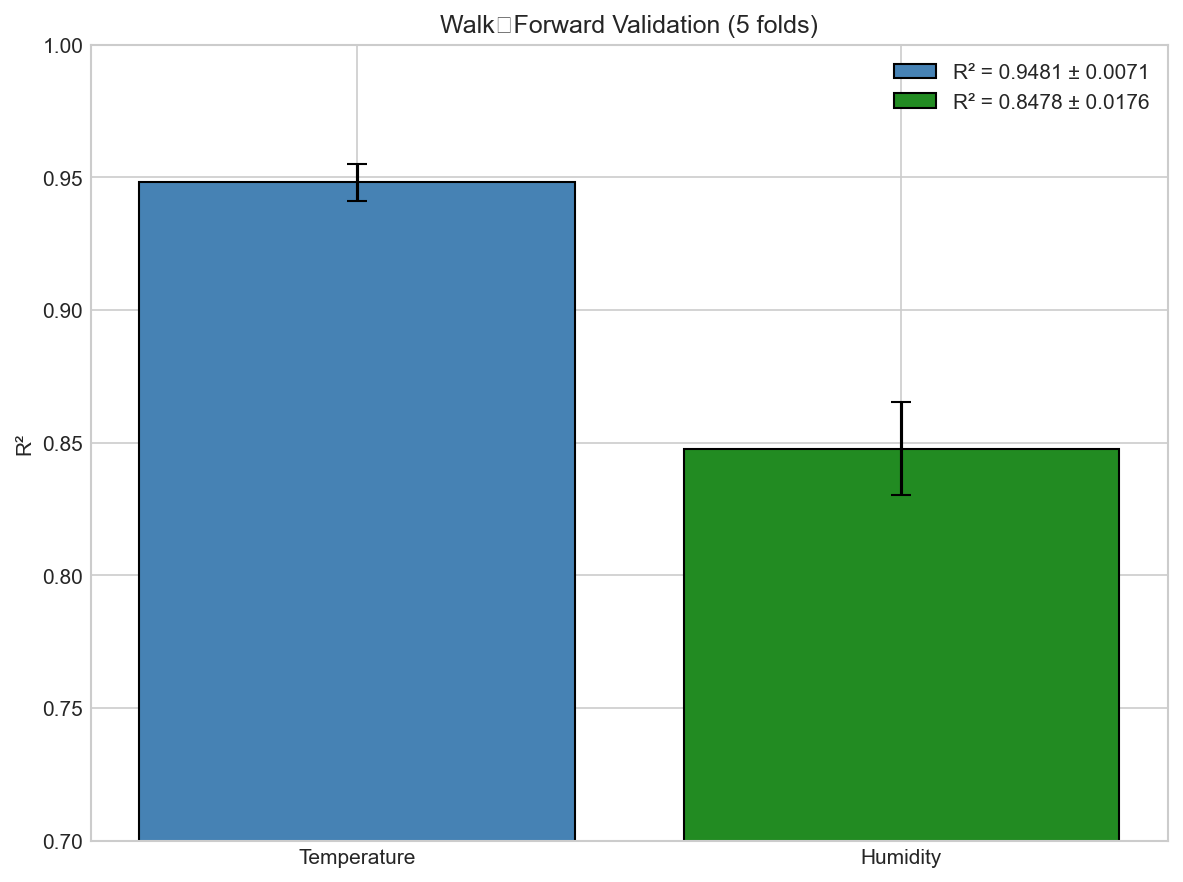 Walk□Forward Validation (5 folds)
R² = 0.9481 ± 0.0071
R² = 0.8478 ± 0.0176
1.00
0.95
0.90
0.85
0.80
0.75
0.70
R²
Temperature
Humidity